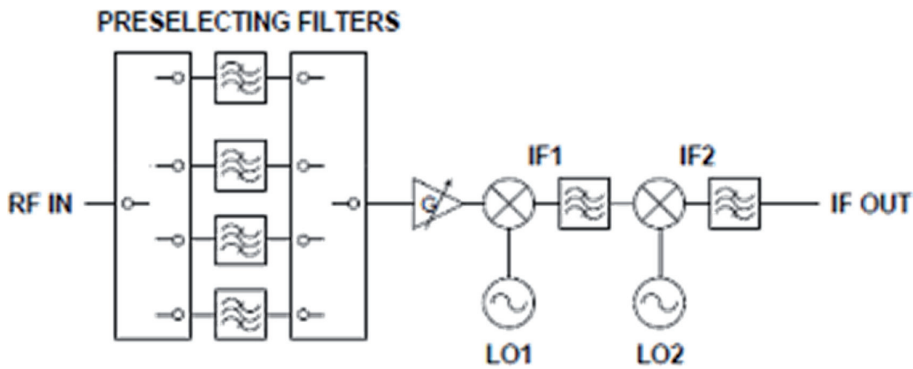 PRESELECTING FILTERS
RF IN
G
IF1
IF2
IF OUT
LO1
LO2